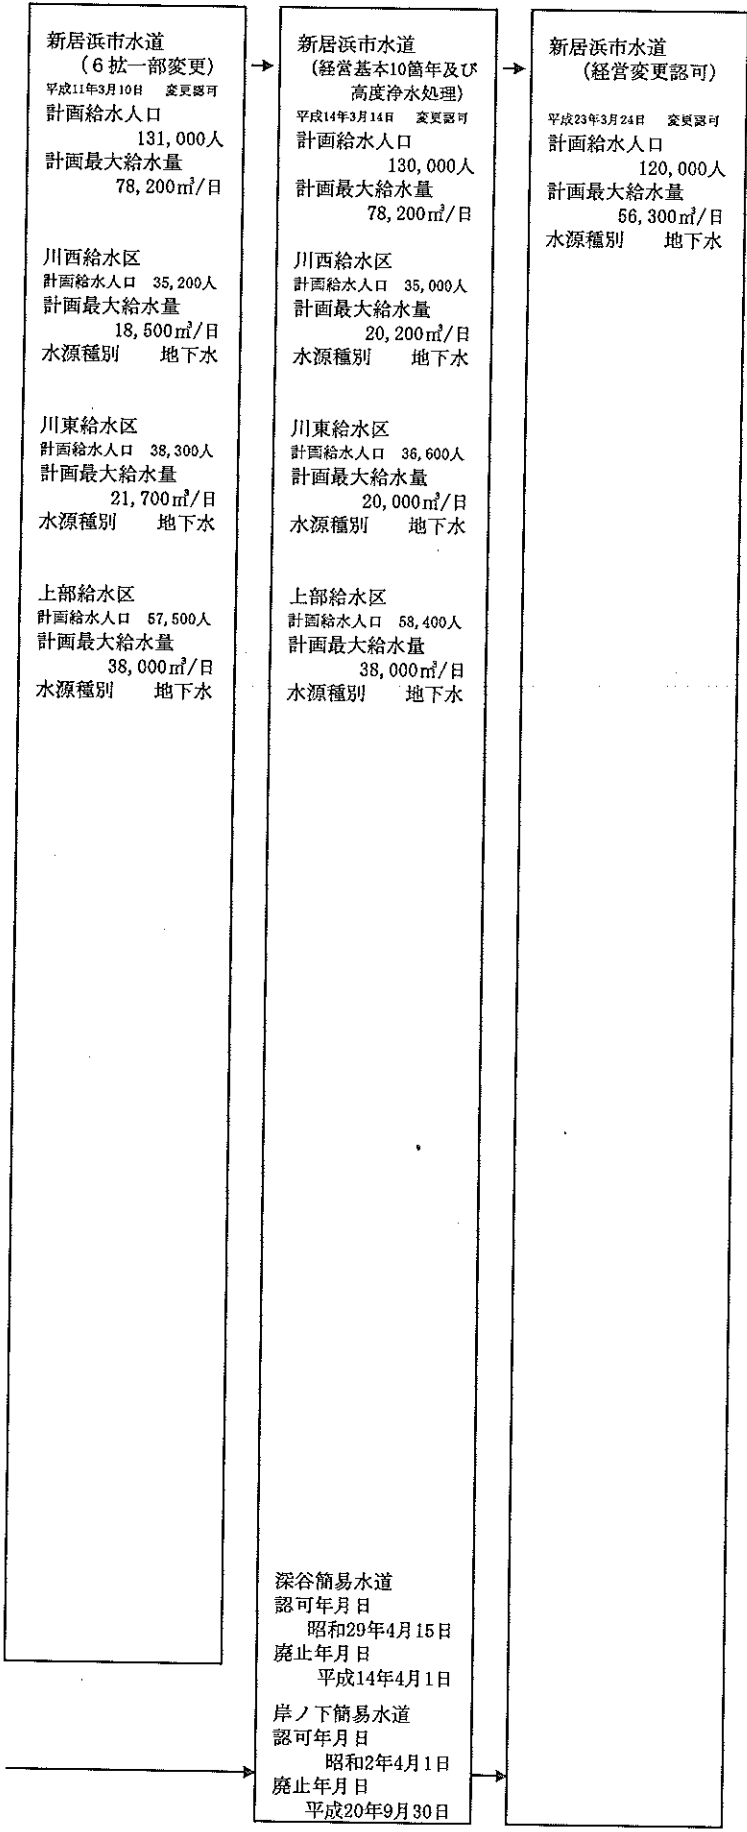 新居浜市水道
(6拡一部変更)
平成11年3月10日 変更認可
計画給水人口
131,000人
計画最大給水量
78,200㎥/日
川西給水区
計画給水人口 35,200人
計画最大給水量
18,500㎥/日
水源種別 地下水
川東給水区
計画給水人口 38,300人
計画最大給水量
21,700㎥/日
水源種別 地下水
上部給水区
計画給水人口 57,500人
計画最大給水量
38,000㎥/日
水源種別 地下水
→
新居浜市水道
(経営基本10箇年及び
高度浄水処理)
平成14年3月14日 変更認可
計画給水人口
130,000人
計画最大給水量
78,200㎥/日
川西給水区
計画給水人口 35,000人
計画最大給水量
20,200㎥/日
水源種別 地下水
川東給水区
計画給水人口 36,600人
計画最大給水量
20,000㎥/日
水源種別 地下水
上部給水区
計画給水人口 58,400人
計画最大給水量
38,000㎥/日
水源種別 地下水
深谷簡易水道
認可年月日
昭和29年4月15日
廃止年月日
平成14年4月1日
岸ノ下簡易水道
認可年月日
昭和2年4月1日
廃止年月日
平成20年9月30日
→
新居浜市水道
(経営変更認可)
平成23年3月24日 変更認可
計画給水人口
120,000人
計画最大給水量
56,300㎥/日
水源種別 地下水